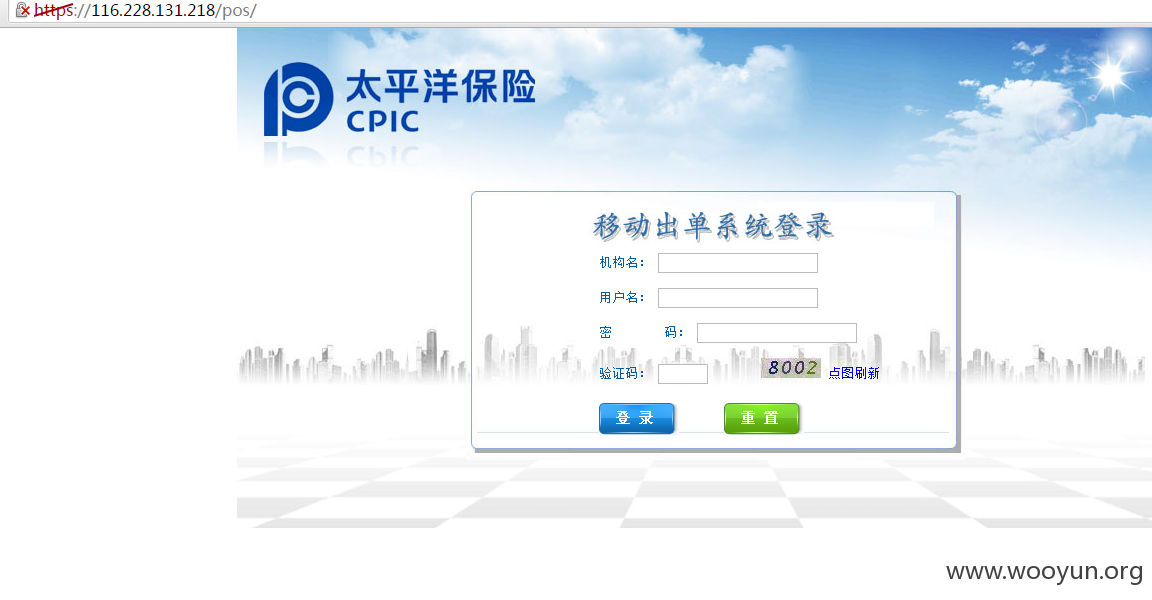 https://116.228.131.218/pos/
太平洋保险
CPIC
移动出单系统登录
机构名：
用户名：
密 码：
验证码： 8002 点图刷新
登 录 重 置
www.wooyun.org